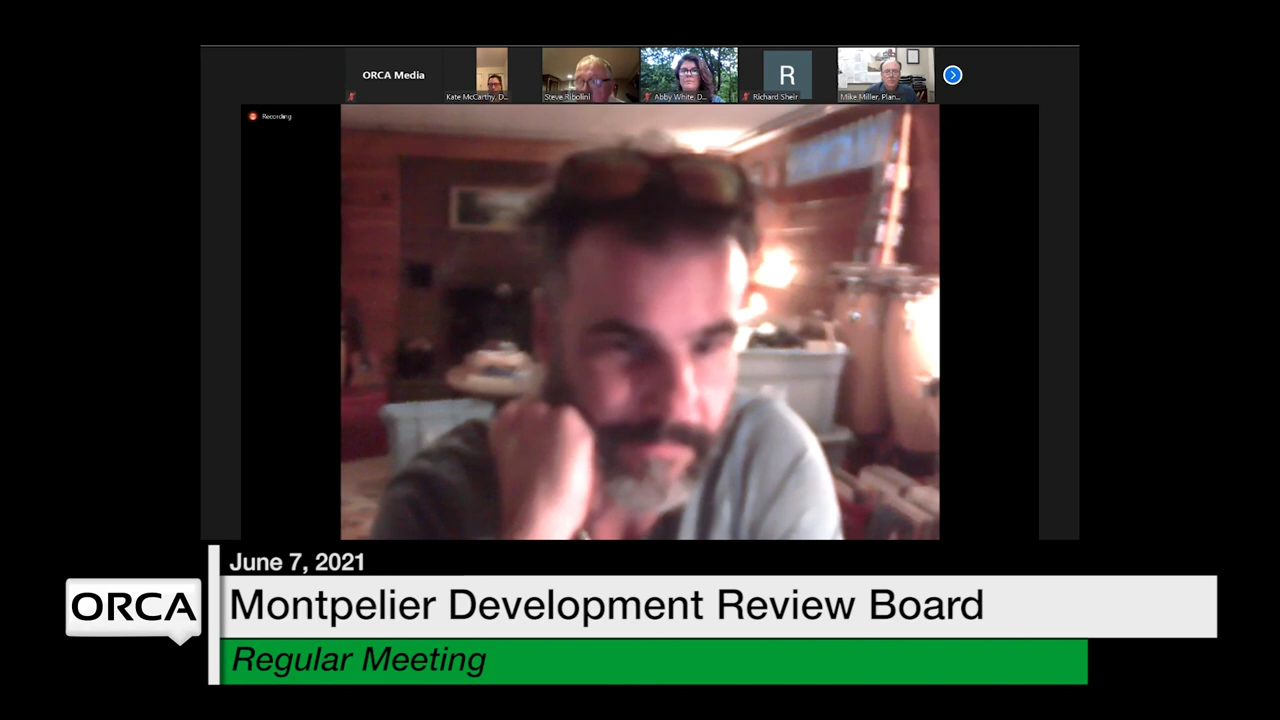 ORCA Media
Kate McCarthy, D...
Steve Ribolini
Abby White, D...
R
Richard Sheir
Mike Miller, Plan...
Recording
June 7, 2021
ORCA
Montpelier Development Review Board
Regular Meeting